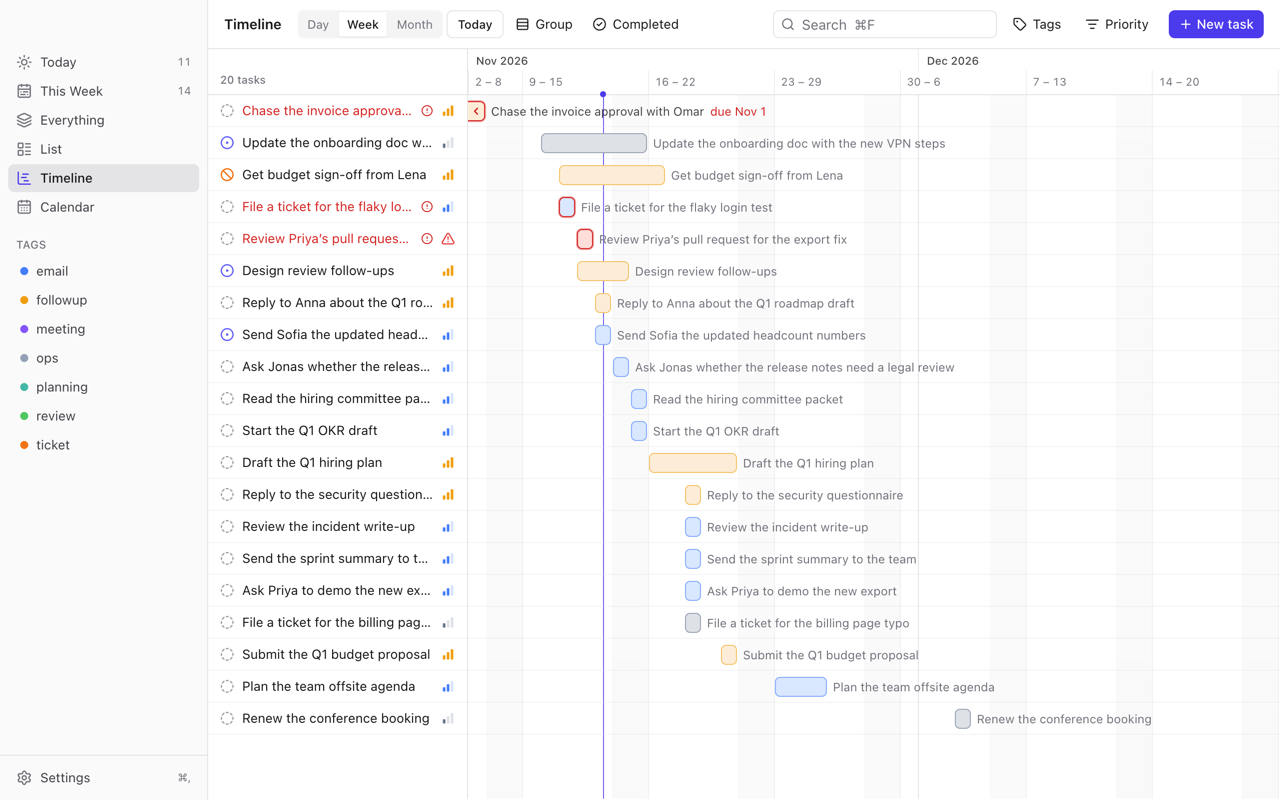 Timeline Day Week Month Today Group Completed Search ⌘F Tags Priority + New task
Today 11
This Week 14
Everything
List
Timeline
Calendar
TAGS
email
followup
meeting
ops
planning
review
ticket
Settings ⌘,
Nov 2026 Dec 2026
20 tasks 2 – 8 9 – 15 16 – 22 23 – 29 30 – 6 7 – 13 14 – 20
Chase the invoice approva... Chase the invoice approval with Omar due Nov 1
Update the onboarding doc w... Update the onboarding doc with the new VPN steps
Get budget sign-off from Lena Get budget sign-off from Lena
File a ticket for the flaky lo... File a ticket for the flaky login test
Review Priya's pull reques... Review Priya's pull request for the export fix
Design review follow-ups Design review follow-ups
Reply to Anna about the Q1 ro... Reply to Anna about the Q1 roadmap draft
Send Sofia the updated head... Send Sofia the updated headcount numbers
Ask Jonas whether the releas... Ask Jonas whether the release notes need a legal review
Read the hiring committee pa... Read the hiring committee packet
Start the Q1 OKR draft Start the Q1 OKR draft
Draft the Q1 hiring plan Draft the Q1 hiring plan
Reply to the security question... Reply to the security questionnaire
Review the incident write-up Review the incident write-up
Send the sprint summary to t... Send the sprint summary to the team
Ask Priya to demo the new ex... Ask Priya to demo the new export
File a ticket for the billing pag... File a ticket for the billing page typo
Submit the Q1 budget proposal Submit the Q1 budget proposal
Plan the team offsite agenda Plan the team offsite agenda
Renew the conference booking Renew the conference booking